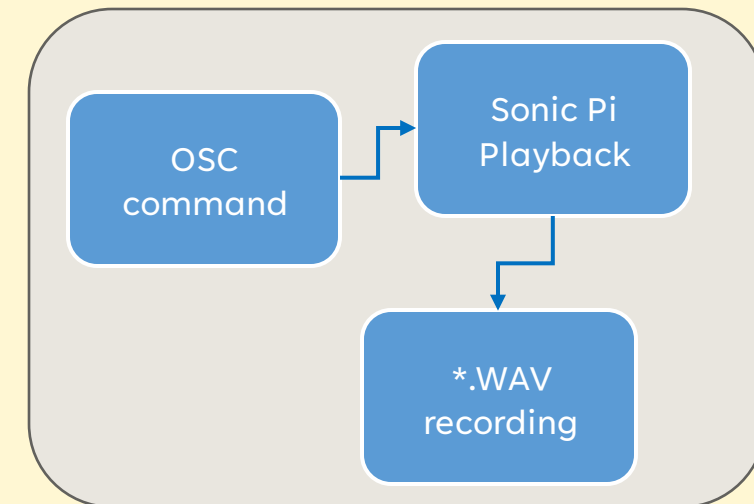 OSC
command
Sonic Pi
Playback
*.WAV
recording